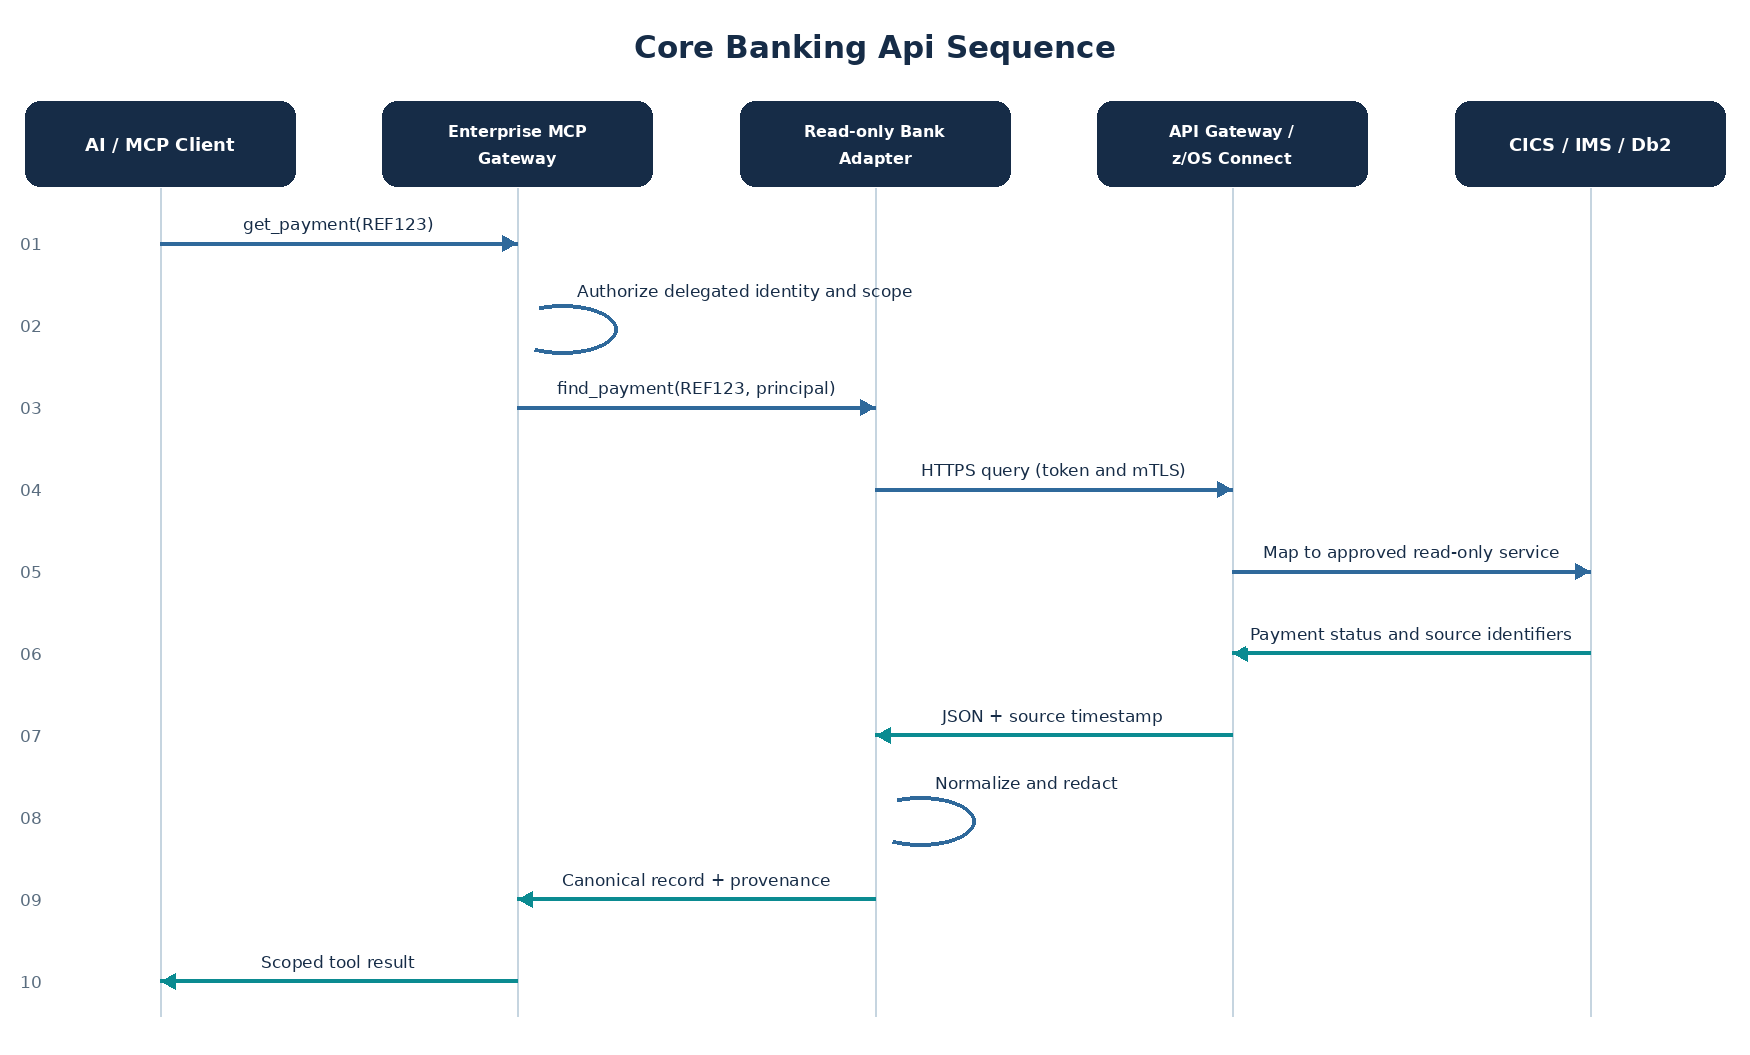 Core Banking Api Sequence
AI / MCP Client
Enterprise MCP
Gateway
Read-only Bank
Adapter
API Gateway /
z/OS Connect
CICS / IMS / Db2
01
get_payment(REF123)
02
Authorize delegated identity and scope
03
find_payment(REF123, principal)
04
HTTPS query (token and mTLS)
05
Map to approved read-only service
06
Payment status and source identifiers
07
JSON + source timestamp
08
Normalize and redact
09
Canonical record + provenance
10
Scoped tool result